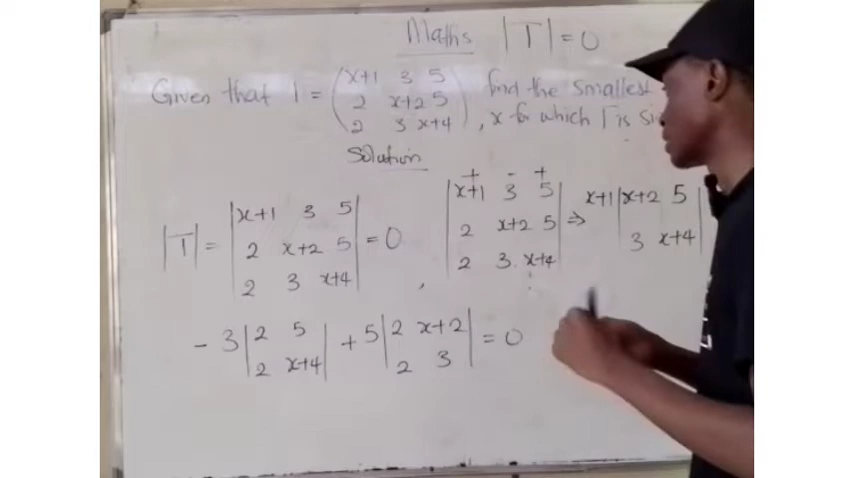 Maths |T|=0
Given that T = (x+1 3 5 find the smallest
2 x+2 5
2 3 x+4) , x for which T is
Solution
+ - +
|T| = |x+1 3 5| = 0 |x+1 3 5| ⇒ x+1 |x+2 5|
|2 x+2 5| |2 x+2 5| |3 x+4|
|2 3 x+4| , |2 3 x+4|
- 3 |2 5| + 5 |2 x+2| = 0
|2 x+4| |2 3|